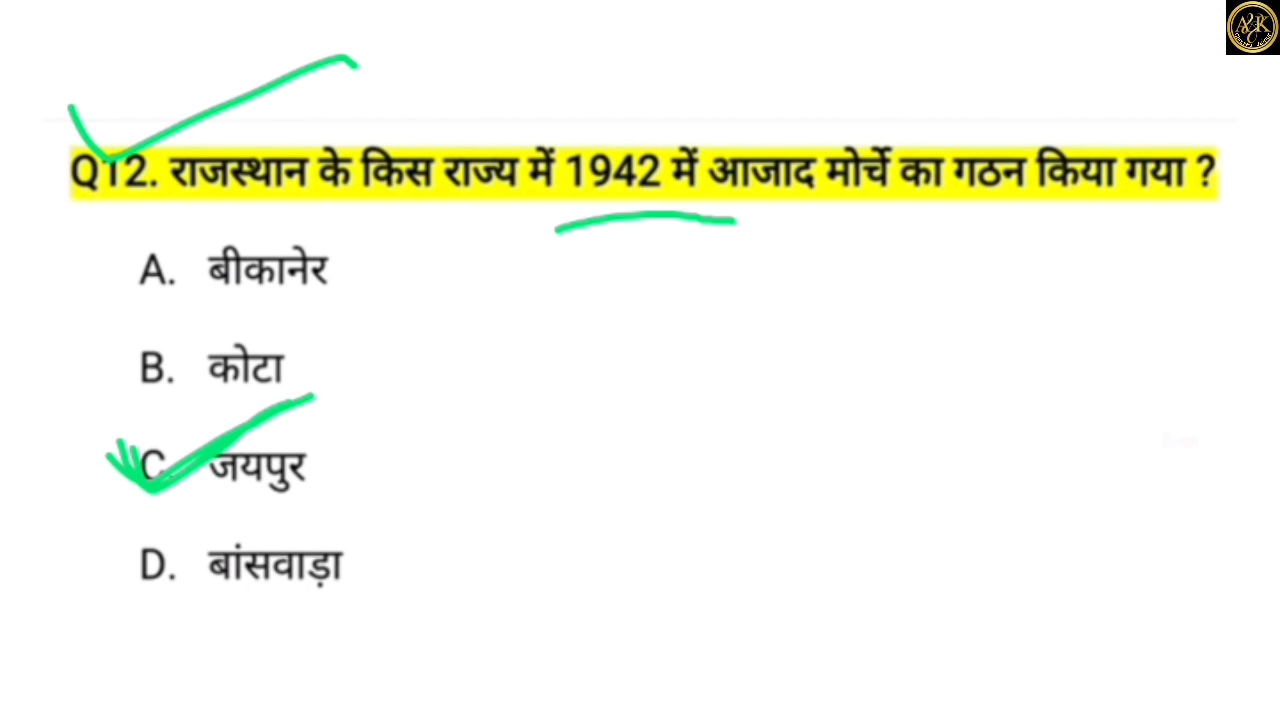 Q12. राजस्थान के किस राज्य में 1942 में आजाद मोर्चे का गठन किया गया ?
A. बीकानेर
B. कोटा
C. जयपुर
D. बांसवाड़ा